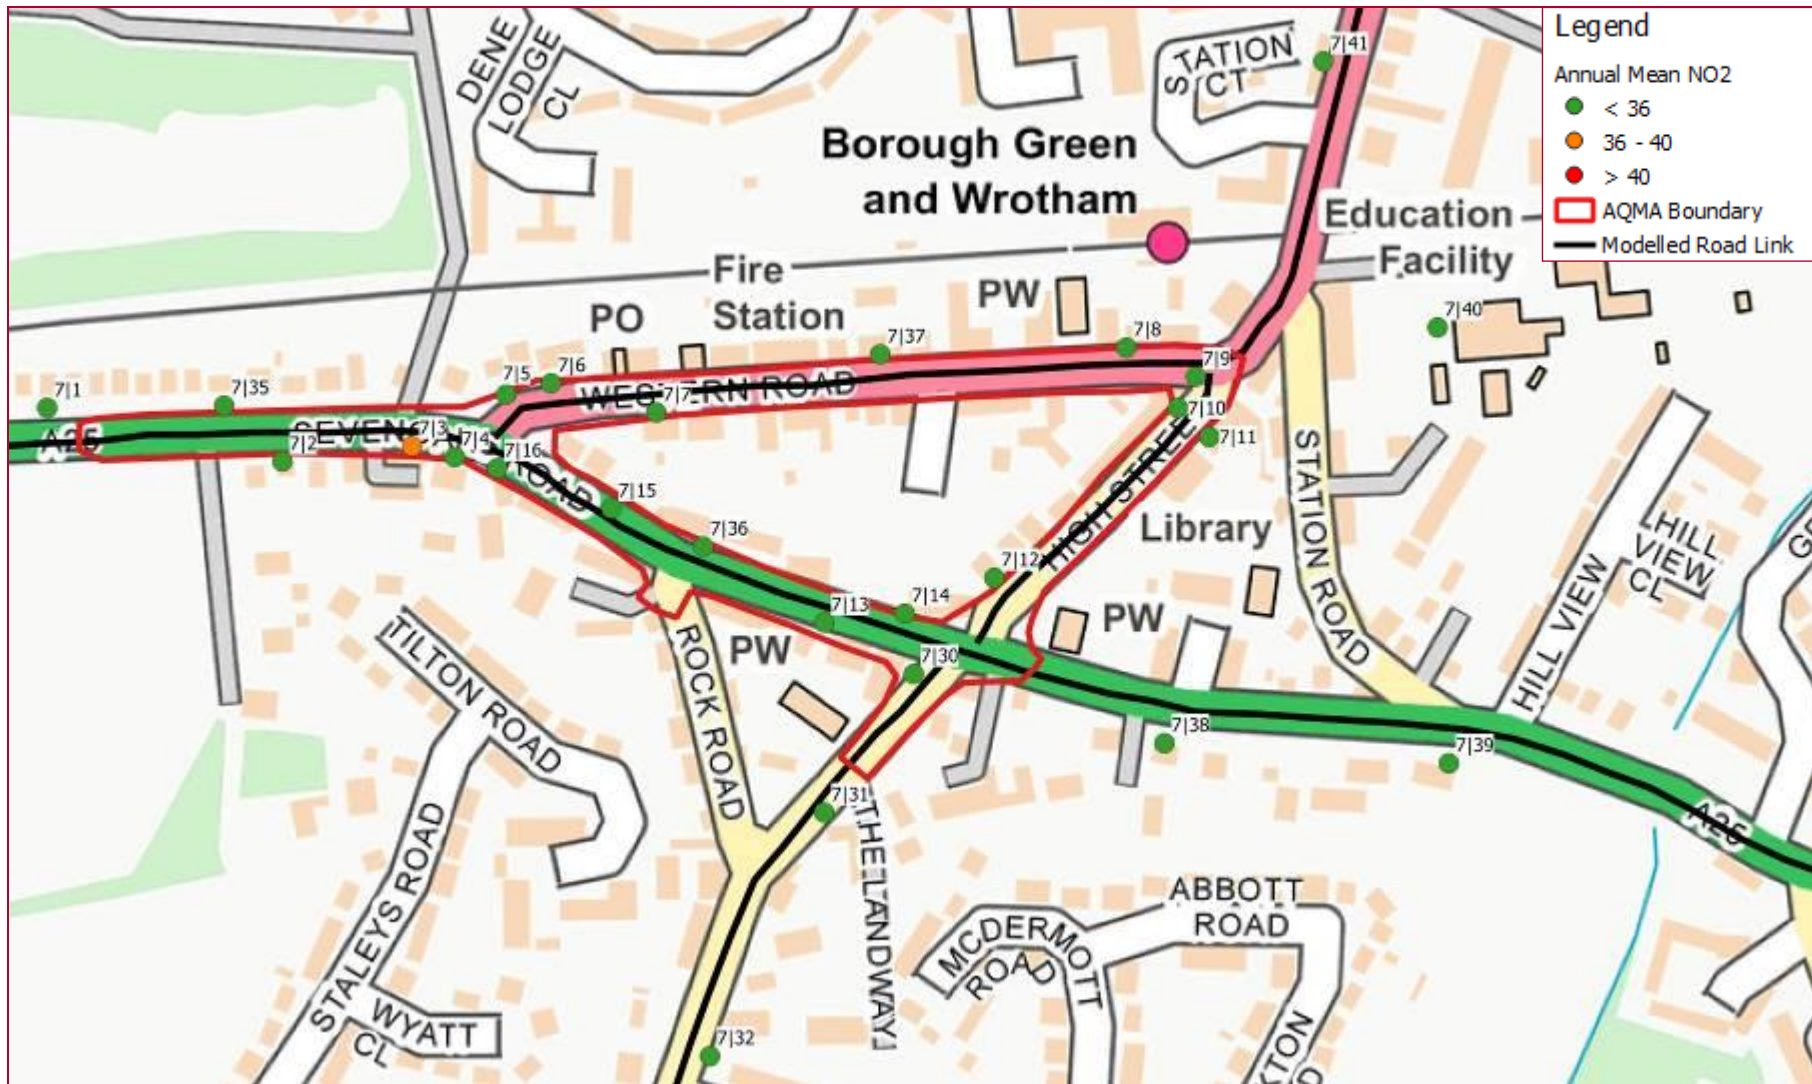 Legend
Annual Mean NO2
< 36
36 - 40
> 40
AQMA Boundary
Modelled Road Link
DENE
LODGE
CL
STATION
CT
7|41
Borough Green
and Wrotham
Education
Facility
Fire
Station
PO
PW
7|40
7|37
7|8
7|9
7|5
7|6
7|1
7|35
WESTERN ROAD
7|7
7|10
7|11
A25
7|2
7|3
7|4
7|16
ROAD
HIGH STREET
STATION ROAD
7|15
7|36
Library
7|12
HILL
VIEW
CL
HILL VIEW
7|13
7|14
PW
TILTON ROAD
ROCK ROAD
PW
7|30
7|38
7|39
7|31
A25
THE LANDWAY
STALEYS ROAD
ABBOTT
ROAD
MCDERMOTT
ROAD
WYATT
CL
7|32